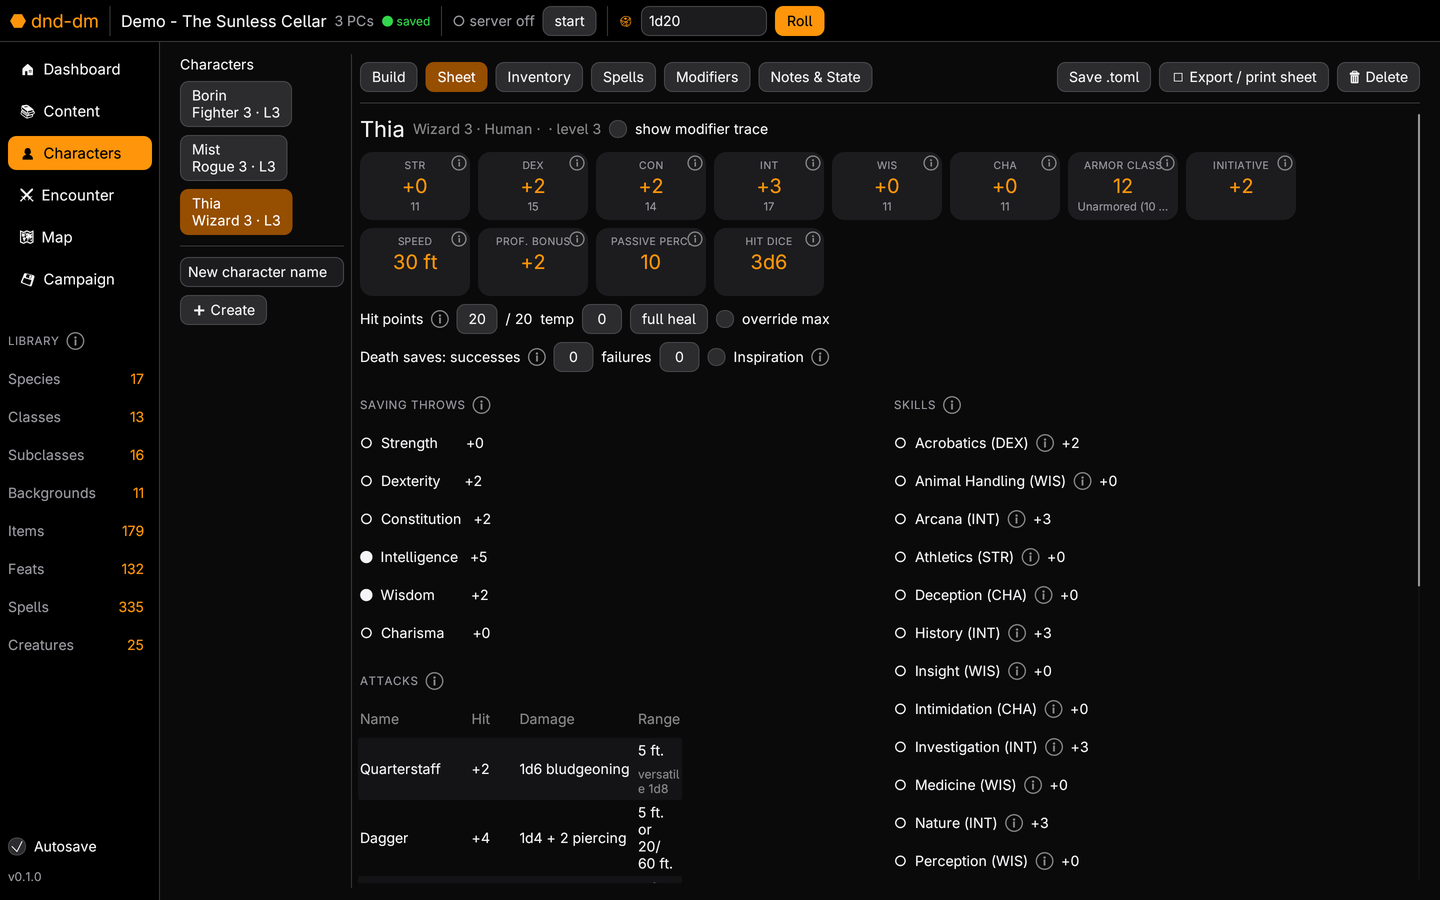 dnd-dm
Demo - The Sunless Cellar 3 PCs saved
server off start
1d20 Roll
Dashboard
Content
Characters
Encounter
Map
Campaign
LIBRARY
Species 17
Classes 13
Subclasses 16
Backgrounds 11
Items 179
Feats 132
Spells 335
Creatures 25
Autosave
v0.1.0
Characters
Borin
Fighter 3 · L3
Mist
Rogue 3 · L3
Thia
Wizard 3 · L3
New character name
Create
Build Sheet Inventory Spells Modifiers Notes & State
Save .toml Export / print sheet Delete
Thia Wizard 3 · Human · · level 3 show modifier trace
STR
+0
11
DEX
+2
15
CON
+2
14
INT
+3
17
WIS
+0
11
CHA
+0
11
ARMOR CLASS
12
Unarmored (10 ...
INITIATIVE
+2
SPEED
30 ft
PROF. BONUS
+2
PASSIVE PERC
10
HIT DICE
3d6
Hit points 20 / 20 temp 0 full heal override max
Death saves: successes 0 failures 0 Inspiration
SAVING THROWS
Strength +0
Dexterity +2
Constitution +2
Intelligence +5
Wisdom +2
Charisma +0
ATTACKS
Name Hit Damage Range
Quarterstaff +2 1d6 bludgeoning 5 ft.
versatil
e 1d8
Dagger +4 1d4 + 2 piercing 5 ft.
or
20/
60 ft.
SKILLS
Acrobatics (DEX) +2
Animal Handling (WIS) +0
Arcana (INT) +3
Athletics (STR) +0
Deception (CHA) +0
History (INT) +3
Insight (WIS) +0
Intimidation (CHA) +0
Investigation (INT) +3
Medicine (WIS) +0
Nature (INT) +3
Perception (WIS) +0